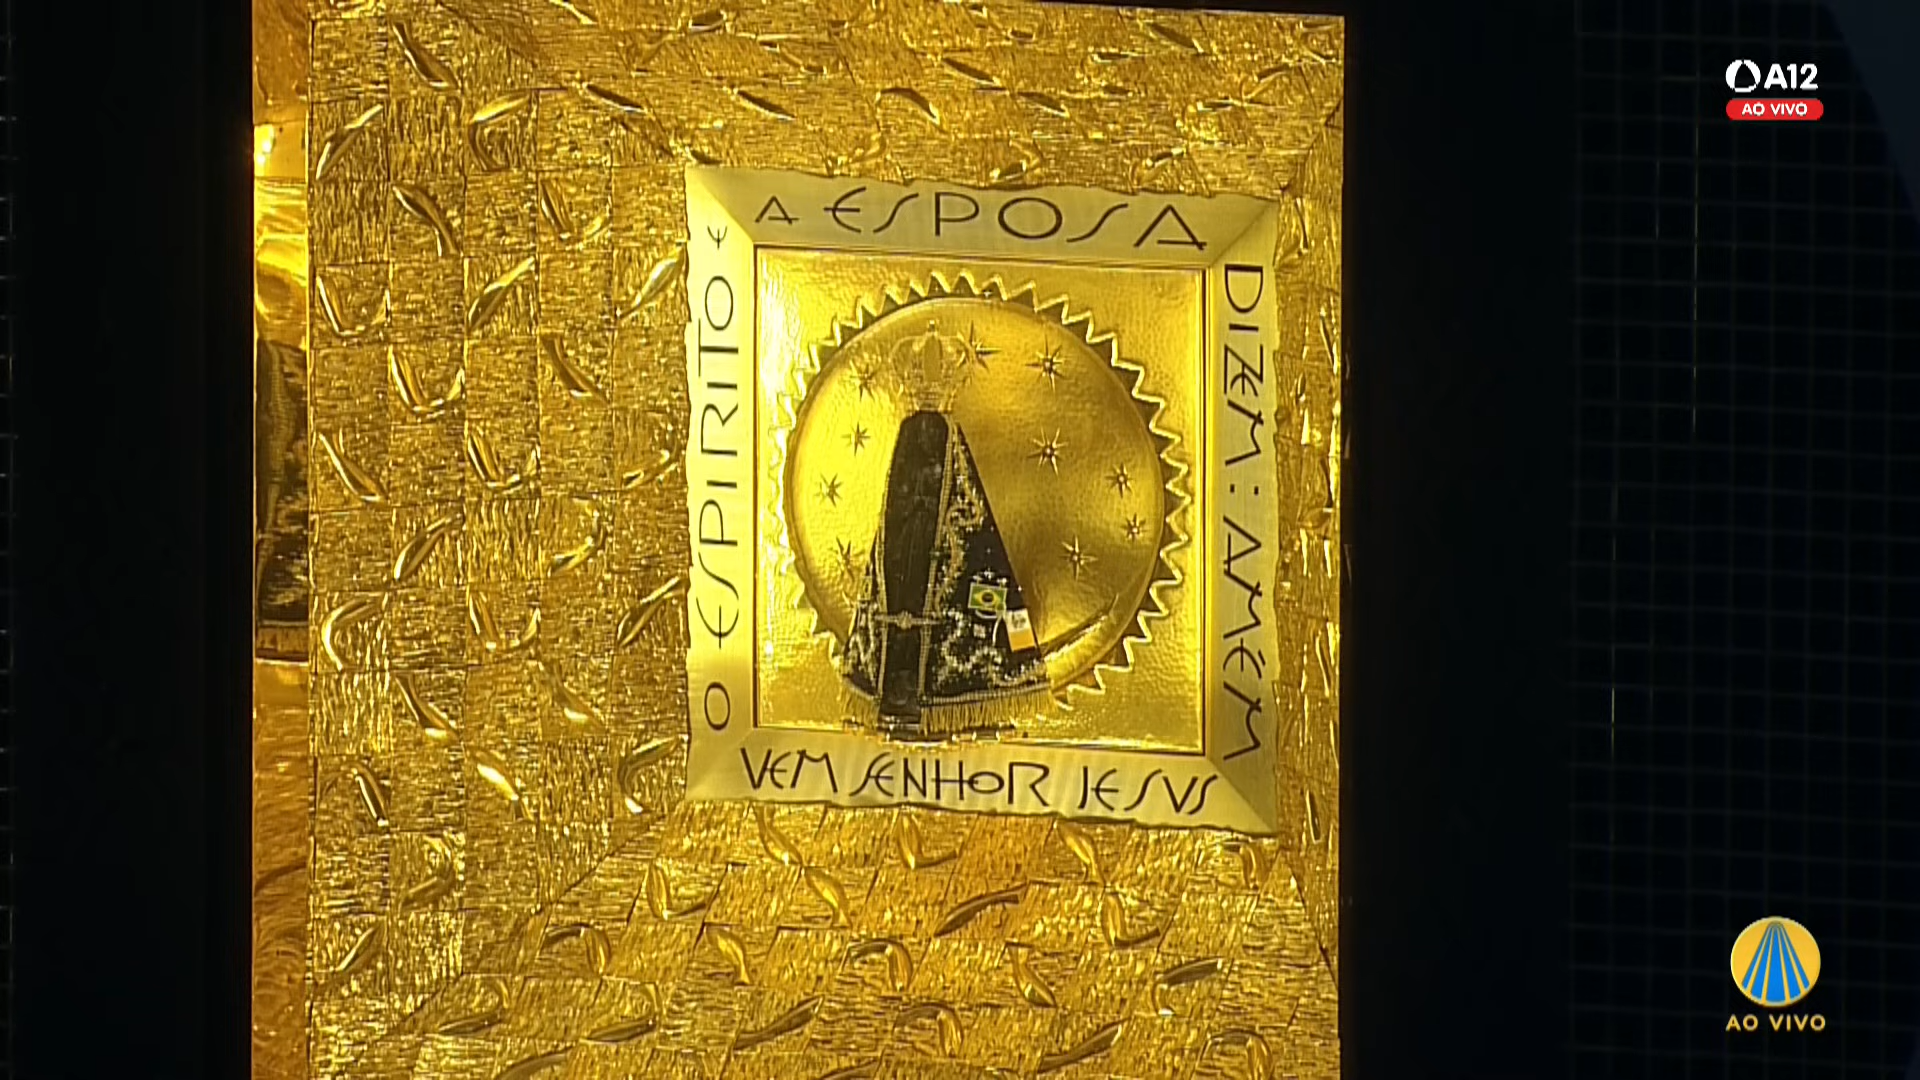 A12
AO VIVO
O ESPIRITO E
A ESPOSA
DIZEM: AMÉM
VEM SENHOR JESUS
AO VIVO